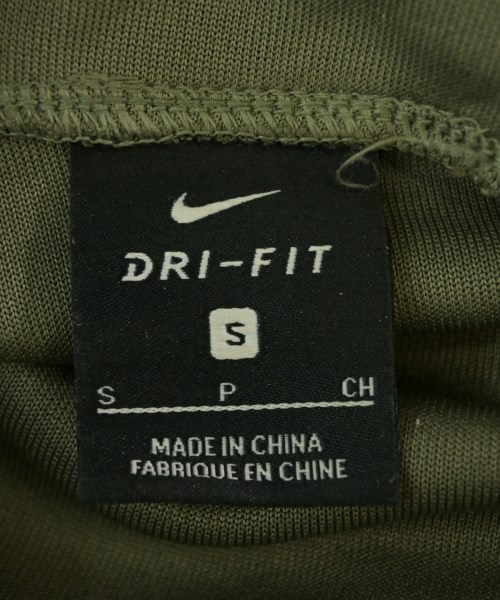 DRI-FIT
S
S P CH
MADE IN CHINA
FABRIQUE EN CHINE